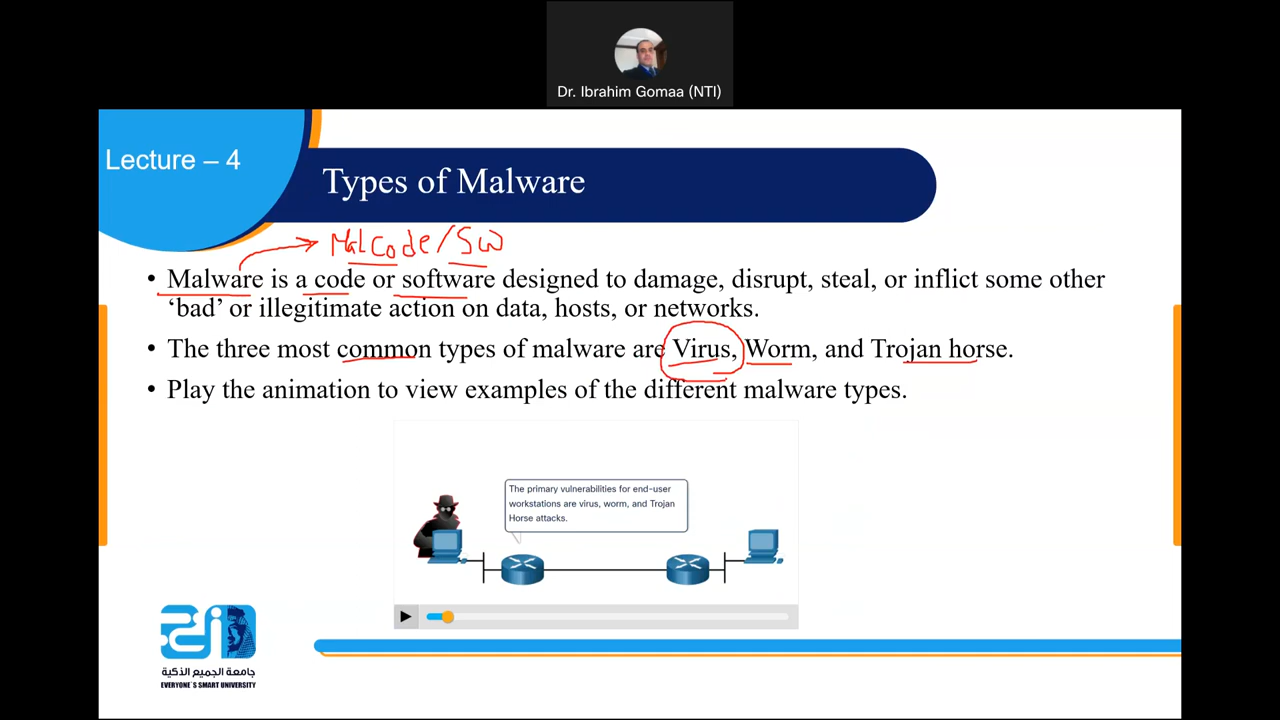 Dr. Ibrahim Gomaa (NTI)
Lecture – 4
Types of Malware
MalCode/SW
• Malware is a code or software designed to damage, disrupt, steal, or inflict some other
‘bad’ or illegitimate action on data, hosts, or networks.
• The three most common types of malware are Virus, Worm, and Trojan horse.
• Play the animation to view examples of the different malware types.
The primary vulnerabilities for end-user
workstations are virus, worm, and Trojan
Horse attacks.
جامعة الجميع الذكية
EVERYONE`S SMART UNIVERSITY